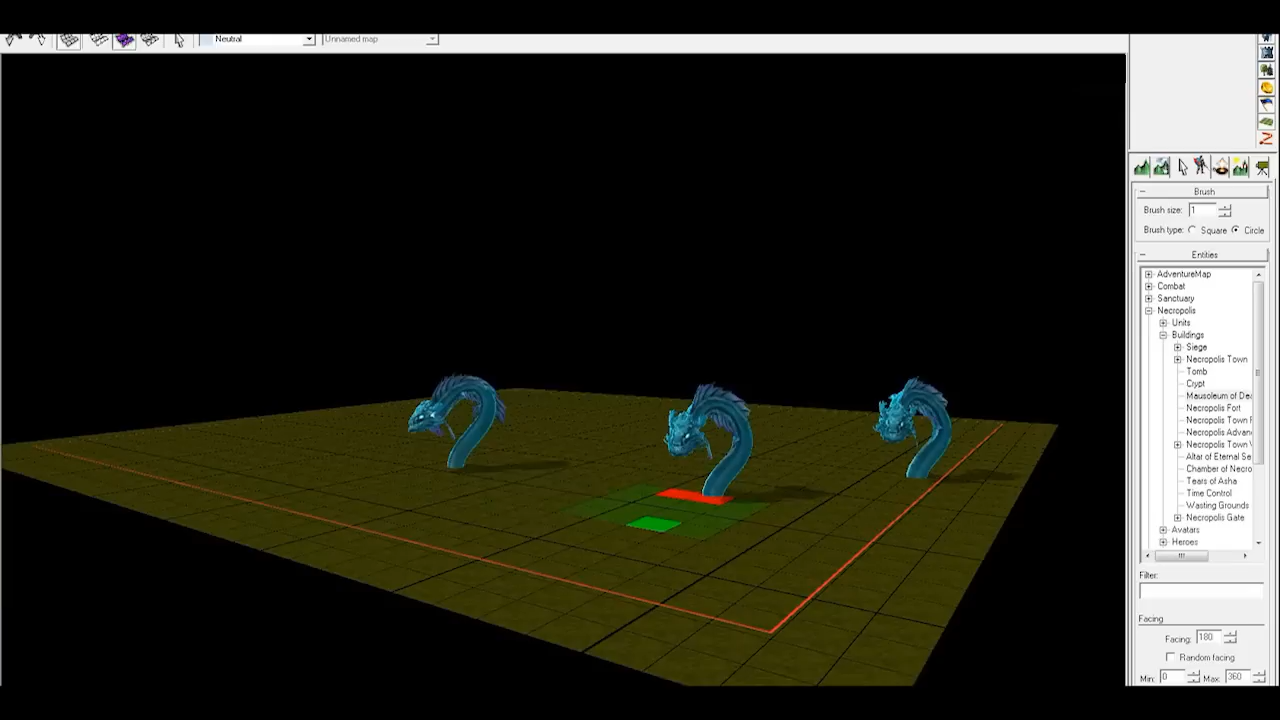 Neutral
Unnamed map
Brush
Brush size: 1
Brush type: Square Circle
Entities
AdventureMap
Combat
Sanctuary
Necropolis
Units
Buildings
Siege
Necropolis Town
Tomb
Crypt
Mausoleum of De
Necropolis Fort
Necropolis Town
Necropolis Advan
Necropolis Town
Altar of Eternal Se
Chamber of Necro
Tears of Asha
Time Control
Wasting Grounds
Necropolis Gate
Avatars
Heroes
Filter:
Facing
Facing: 180
Random facing
Min: 0 Max: 360